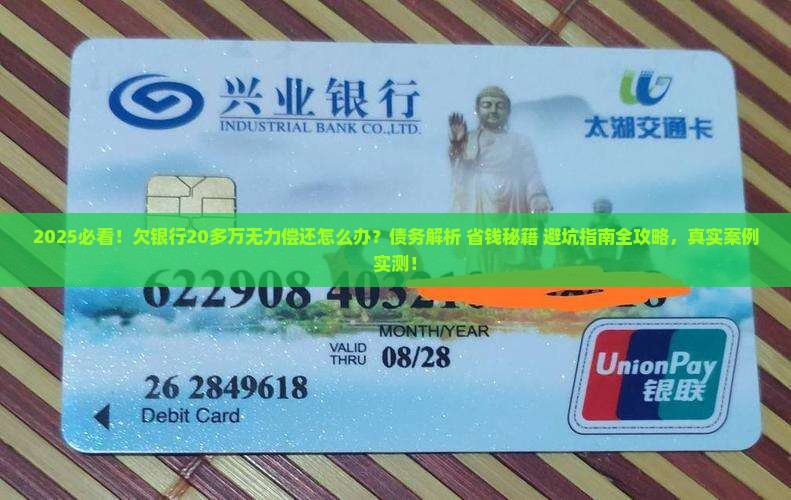 兴业银行
INDUSTRIAL BANK CO.,LTD.
太湖交通卡
2025必看！欠银行20多万无力偿还怎么办？债务解析 省钱秘籍 避坑指南全攻略，真实案例
实测！
622908
MONTH/YEAR
VALID
THRU 08/28
26 2849618
Debit Card
UnionPay
银联